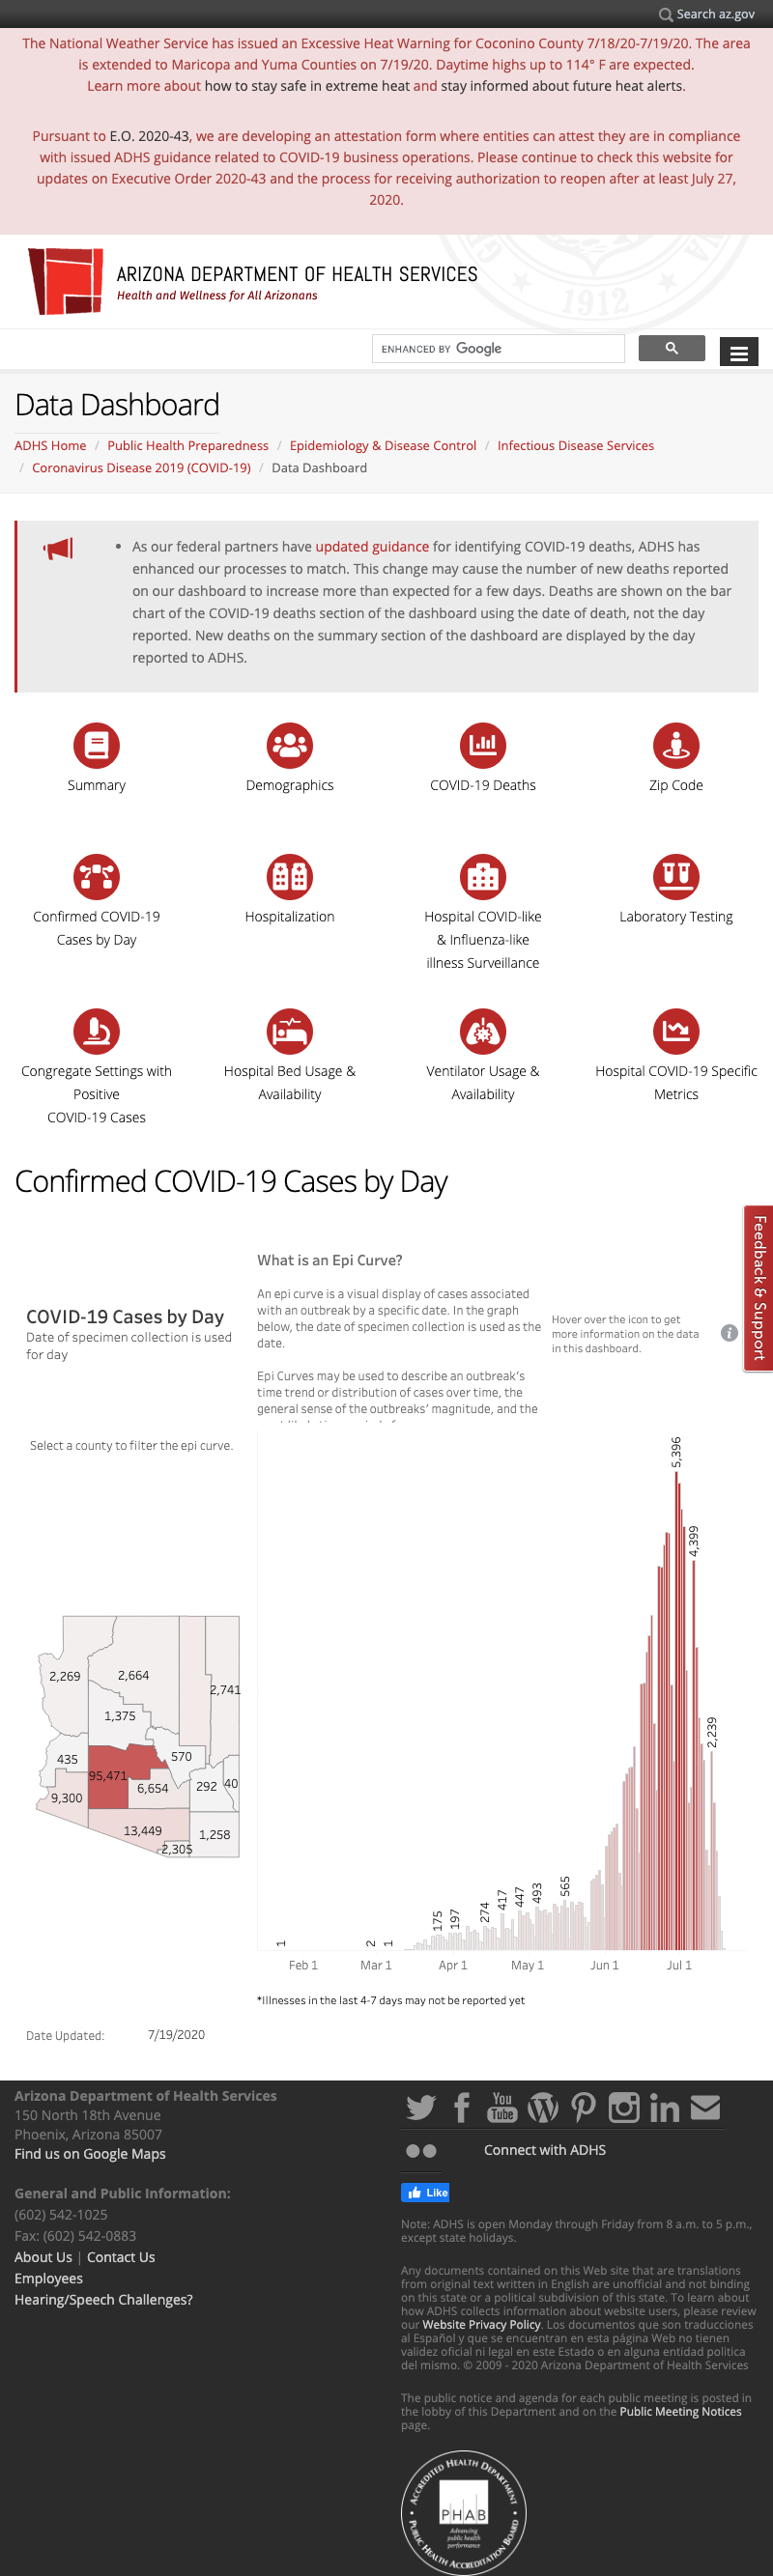 Search az.gov
The National Weather Service has issued an Excessive Heat Warning for Coconino County 7/18/20-7/19/20. The area
is extended to Maricopa and Yuma Counties on 7/19/20. Daytime highs up to 114° F are expected.
Learn more about how to stay safe in extreme heat and stay informed about future heat alerts.
Pursuant to E.O. 2020-43, we are developing an attestation form where entities can attest they are in compliance
with issued ADHS guidance related to COVID-19 business operations. Please continue to check this website for
updates on Executive Order 2020-43 and the process for receiving authorization to reopen after at least July 27,
2020.
ARIZONA DEPARTMENT OF HEALTH SERVICES
Health and Wellness for All Arizonans
1912
ENHANCED BY Google
Data Dashboard
ADHS Home / Public Health Preparedness / Epidemiology & Disease Control / Infectious Disease Services
/ Coronavirus Disease 2019 (COVID-19) / Data Dashboard
• As our federal partners have updated guidance for identifying COVID-19 deaths, ADHS has
enhanced our processes to match. This change may cause the number of new deaths reported
on our dashboard to increase more than expected for a few days. Deaths are shown on the bar
chart of the COVID-19 deaths section of the dashboard using the date of death, not the day
reported. New deaths on the summary section of the dashboard are displayed by the day
reported to ADHS.
Summary
Demographics
COVID-19 Deaths
Zip Code
Confirmed COVID-19
Cases by Day
Hospitalization
Hospital COVID-like
& Influenza-like
illness Surveillance
Laboratory Testing
Congregate Settings with
Positive
COVID-19 Cases
Hospital Bed Usage &
Availability
Ventilator Usage &
Availability
Hospital COVID-19 Specific
Metrics
Confirmed COVID-19 Cases by Day
Feedback & Support
COVID-19 Cases by Day
Date of specimen collection is used
for day
What is an Epi Curve?
An epi curve is a visual display of cases associated
with an outbreak by a specific date. In the graph
below, the date of specimen collection is used as the
date.
Epi Curves may be used to describe an outbreak's
time trend or distribution of cases over time, the
general sense of the outbreaks' magnitude, and the
Hover over the icon to get
more information on the data
in this dashboard.
i
Select a county to filter the epi curve.
2,269
2,664
2,741
1,375
435
570
95,471
6,654
292
40
9,300
13,449
1,258
2,305
1
2
1
175
197
274
417
447
493
565
5,396
4,399
2,239
Feb 1
Mar 1
Apr 1
May 1
Jun 1
Jul 1
*Illnesses in the last 4-7 days may not be reported yet
Date Updated: 7/19/2020
Arizona Department of Health Services
150 North 18th Avenue
Phoenix, Arizona 85007
Find us on Google Maps
General and Public Information:
(602) 542-1025
Fax: (602) 542-0883
About Us | Contact Us
Employees
Hearing/Speech Challenges?
You Tube
Connect with ADHS
Like
Note: ADHS is open Monday through Friday from 8 a.m. to 5 p.m.,
except state holidays.
Any documents contained on this Web site that are translations
from original text written in English are unofficial and not binding
on this state or a political subdivision of this state. To learn about
how ADHS collects information about website users, please review
our Website Privacy Policy. Los documentos que son traducciones
al Español y que se encuentran en esta página Web no tienen
validez oficial ni legal en este Estado o en alguna entidad politica
del mismo. © 2009 - 2020 Arizona Department of Health Services
The public notice and agenda for each public meeting is posted in
the lobby of this Department and on the Public Meeting Notices
page.
ACCREDITED HEALTH DEPARTMENT
PHAB
Advancing
public health
performance
PUBLIC HEALTH ACCREDITATION BOARD